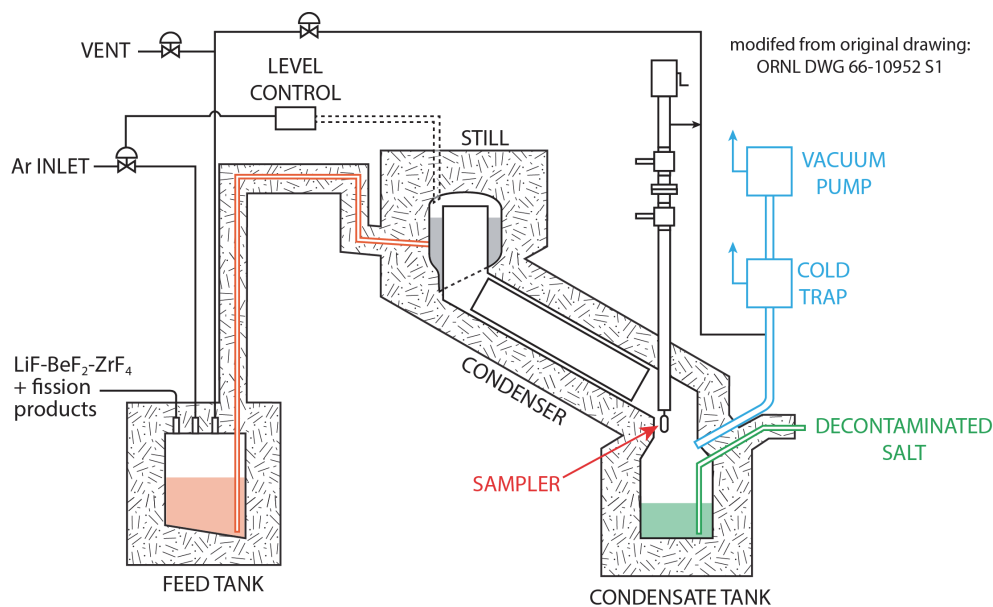 VENT
LEVEL
CONTROL
modifed from original drawing:
ORNL DWG 66-10952 S1
Ar INLET
STILL
VACUUM
PUMP
COLD
TRAP
LiF-BeF₂-ZrF₄
+ fission
products
CONDENSER
DECONTAMINATED
SALT
SAMPLER
FEED TANK
CONDENSATE TANK